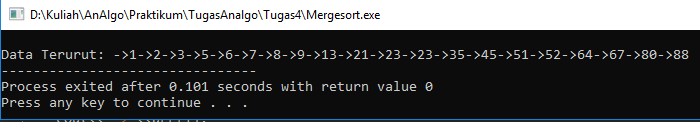 D:\Kuliah\AnAlgo\Praktikum\TugasAnalgo\Tugas4\Mergesort.exe
Data Terurut: ->1->2->3->5->6->7->8->9->13->21->23->23->35->45->51->52->64->67->80->88
--------------------------------
Process exited after 0.101 seconds with return value 0
Press any key to continue . . .